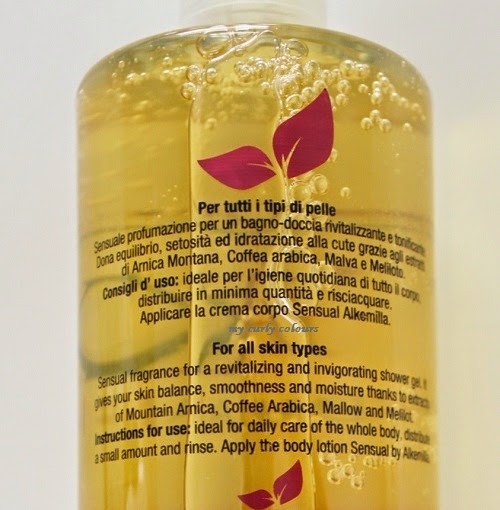 Per tutti i tipi di pelle
Sensuale profumazione per un bagno-doccia rivitalizzante e tonificante.
Dona equilibrio, setosità ed idratazione alla cute grazie agli estratti
di Arnica Montana, Coffea arabica, Malva e Meliloto.
Consigli d' uso: ideale per l'igiene quotidiana di tutto il corpo,
distribuire in minima quantità e risciacquare.
Applicare la crema corpo Sensual Alkemilla.
my curly colours
For all skin types
Sensual fragrance for a revitalizing and invigorating shower gel. It
gives your skin balance, smoothness and moisture thanks to extracts
of Mountain Arnica, Coffee Arabica, Mallow and Melilot.
Instructions for use: ideal for daily care of the whole body, distribute
a small amount and rinse. Apply the body lotion Sensual by Alkemilla.